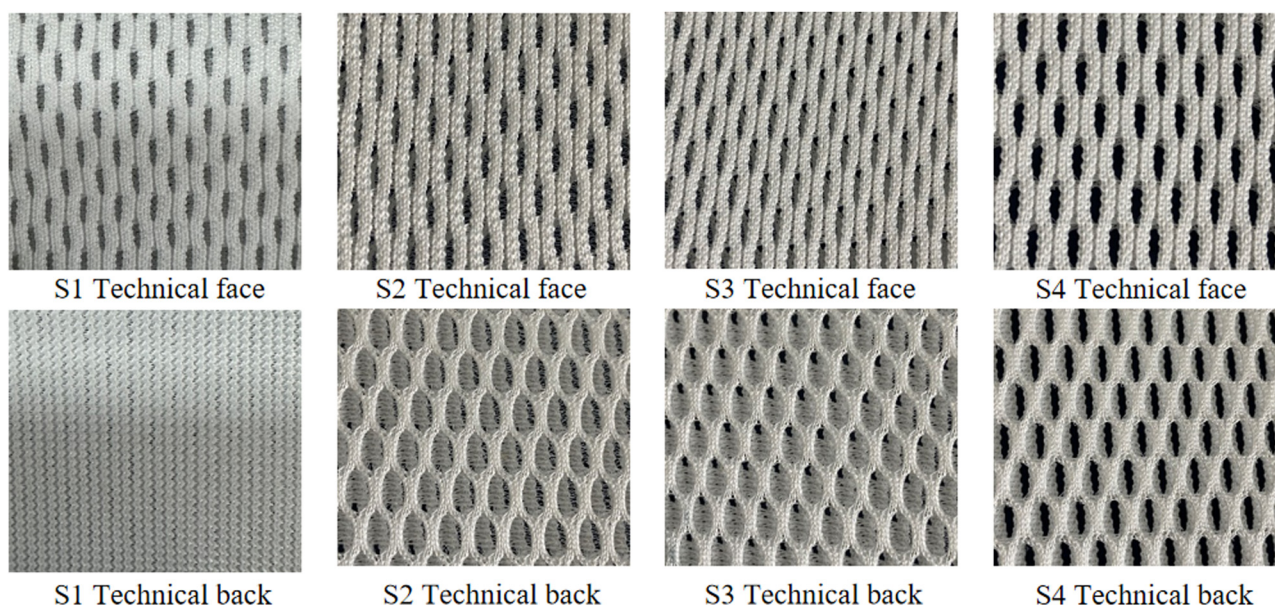 S1 Technical face
S2 Technical face
S3 Technical face
S4 Technical face
S1 Technical back
S2 Technical back
S3 Technical back
S4 Technical back